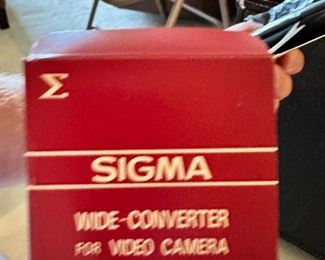 Σ
SIGMA
WIDE-CONVERTER
FOR VIDEO CAMERA